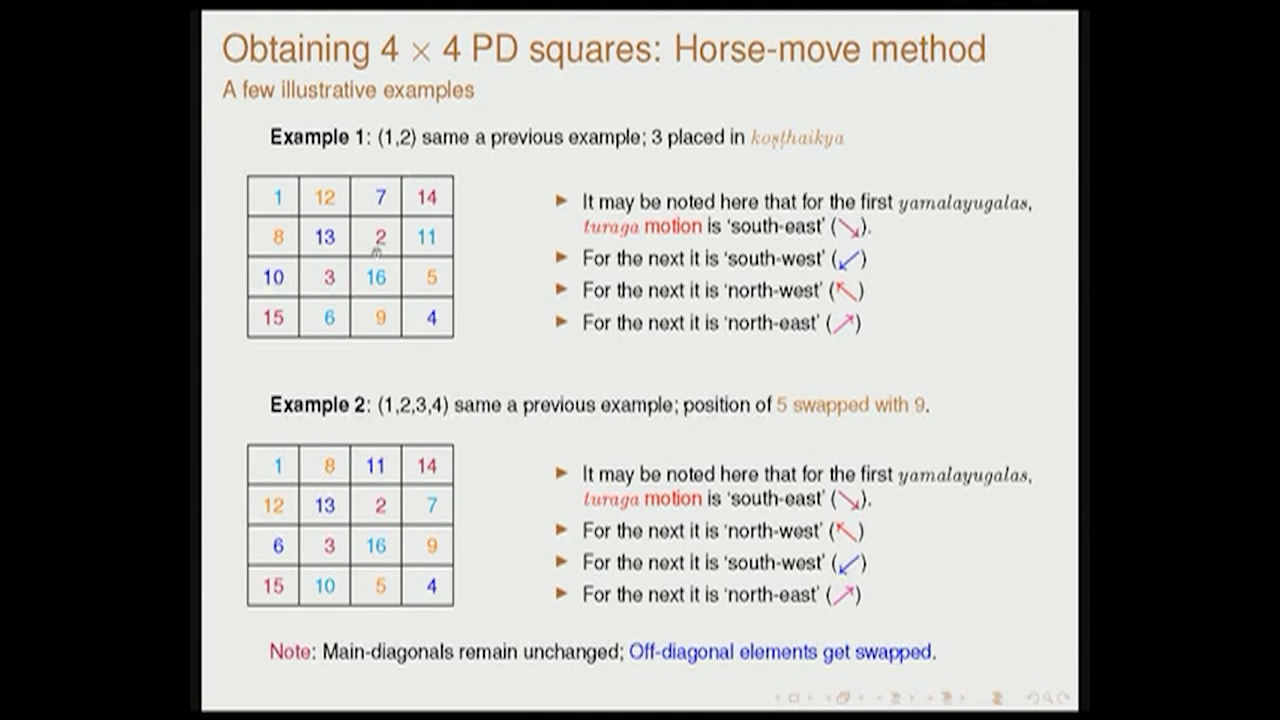 Obtaining 4 × 4 PD squares: Horse-move method
A few illustrative examples
Example 1: (1,2) same a previous example; 3 placed in koṣṭhaikya
1 12 7 14
8 13 2 11
10 3 16 5
15 6 9 4
► It may be noted here that for the first yamalayugalas,
turaga motion is ‘south-east’ (↘).
► For the next it is ‘south-west’ (↙)
► For the next it is ‘north-west’ (↖)
► For the next it is ‘north-east’ (↗)
Example 2: (1,2,3,4) same a previous example; position of 5 swapped with 9.
1 8 11 14
12 13 2 7
6 3 16 9
15 10 5 4
► It may be noted here that for the first yamalayugalas,
turaga motion is ‘south-east’ (↘).
► For the next it is ‘north-west’ (↖)
► For the next it is ‘south-west’ (↙)
► For the next it is ‘north-east’ (↗)
Note: Main-diagonals remain unchanged; Off-diagonal elements get swapped.